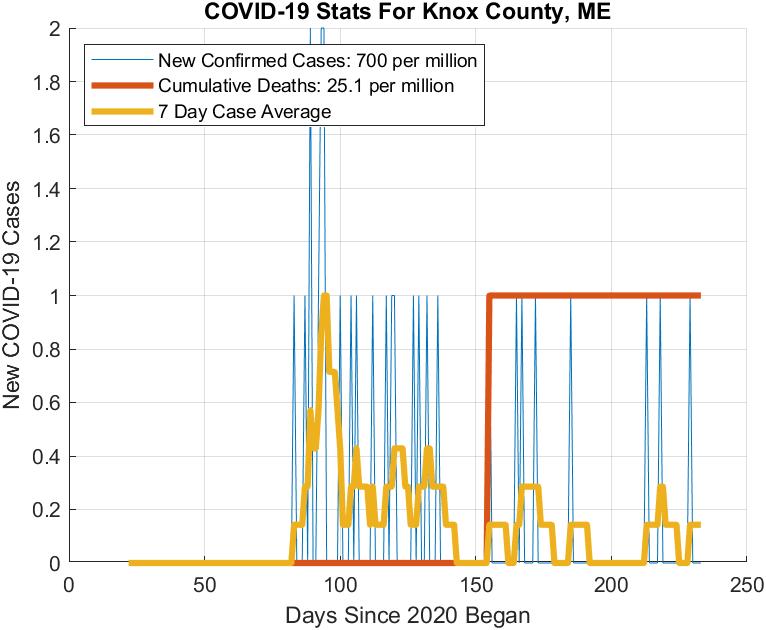 COVID-19 Stats For Knox County, ME
2
New Confirmed Cases: 700 per million
1.8
Cumulative Deaths: 25.1 per million
7 Day Case Average
1.6
1.4
1.2
1
0.8
0.6
0.4
0.2
0
New COVID-19 Cases
0 50 100 150 200 250
Days Since 2020 Began